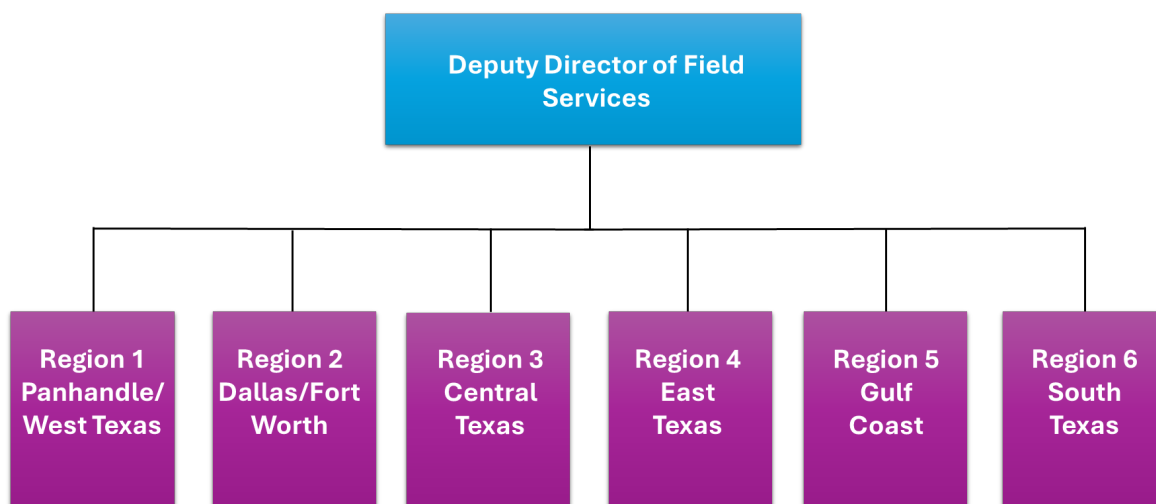 Deputy Director of Field
Services
Region 1
Panhandle/
West Texas
Region 2
Dallas/Fort
Worth
Region 3
Central
Texas
Region 4
East
Texas
Region 5
Gulf
Coast
Region 6
South
Texas